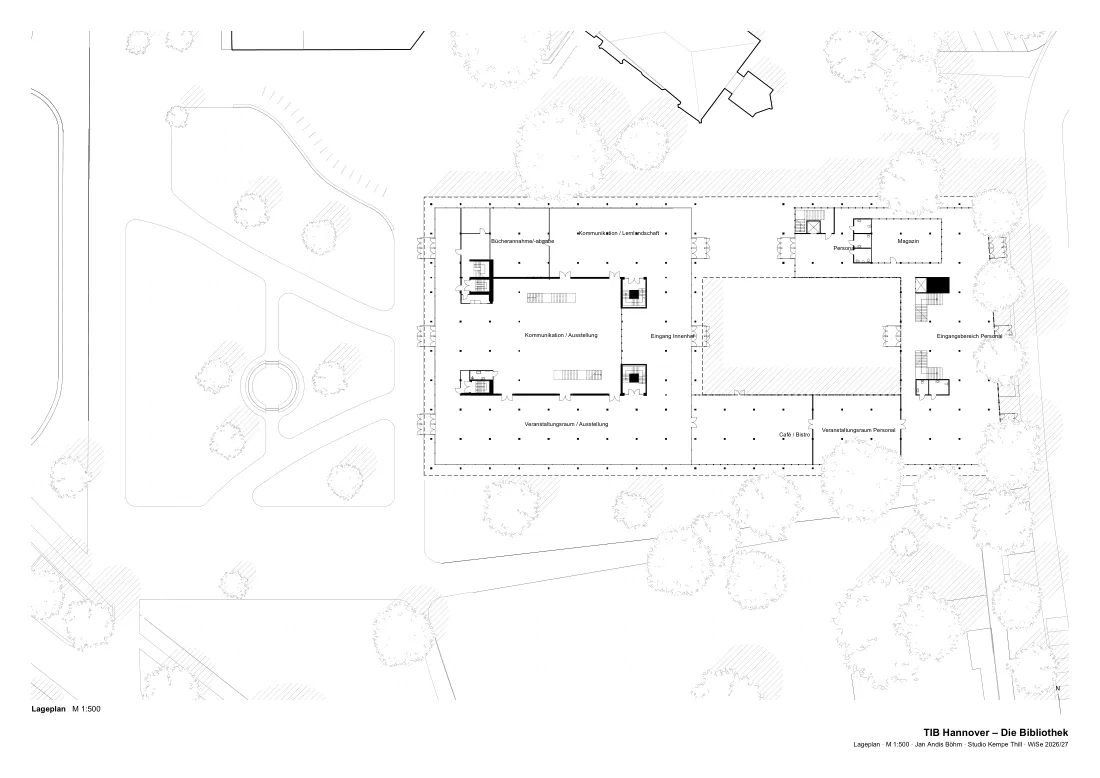 Kommunikation / Lernlandschaft
Bücherannahme/-abgabe
Personal
Magazin
Kommunikation / Ausstellung
Eingang Innenhof
Eingangsbereich Personal
Veranstaltungsraum / Ausstellung
Café / Bistro
Veranstaltungsraum Personal
N
Lageplan M 1:500
TIB Hannover – Die Bibliothek
Lageplan · M 1:500 · Jan Andis Böhm · Studio Kempe Thill · WiSe 2026/27